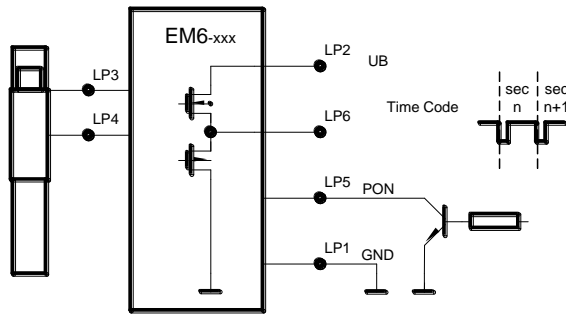 EM6-xxx
LP3
LP4
LP2 UB
LP6
LP5 PON
LP1 GND
Time Code
sec n
sec n+1